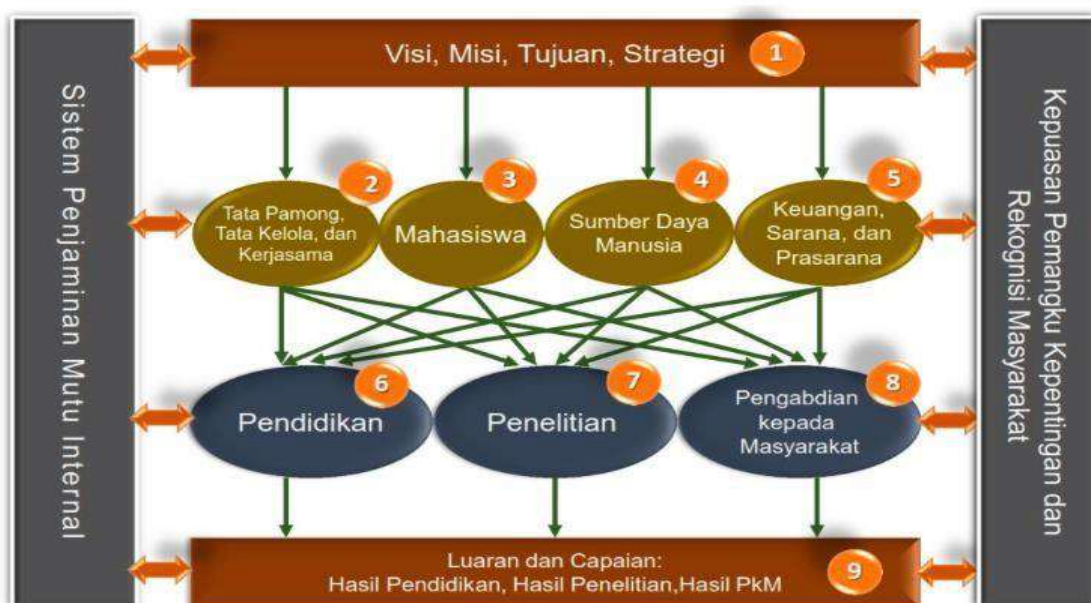 Sistem Penjaminan Mutu Internal
Visi, Misi, Tujuan, Strategi
1
2
Tata Pamong,
Tata Kelola, dan
Kerjasama
3
Mahasiswa
4
Sumber Daya
Manusia
5
Keuangan,
Sarana, dan
Prasarana
6
Pendidikan
7
Penelitian
8
Pengabdian
kepada
Masyarakat
Luaran dan Capaian:
Hasil Pendidikan, Hasil Penelitian,Hasil PkM
9
Kepuasan Pemangku Kepentingan dan
Rekognisi Masyarakat